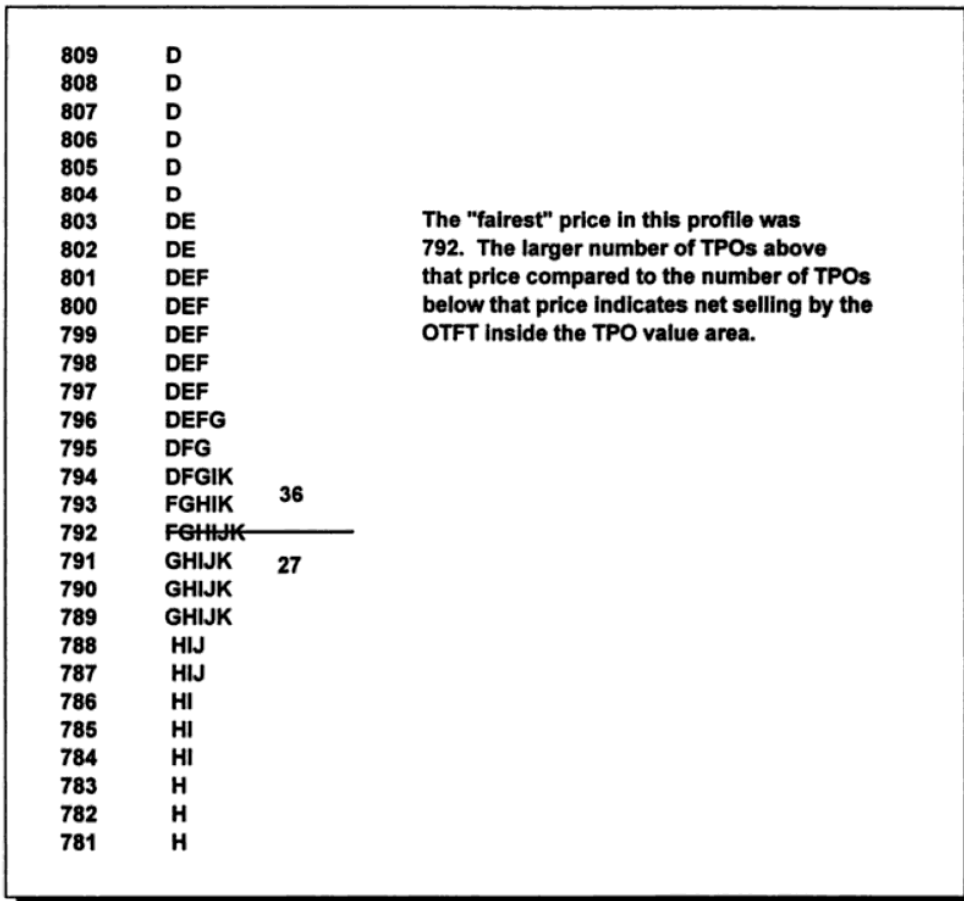 809 D
808 D
807 D
806 D
805 D
804 D
803 DE The "fairest" price in this profile was
802 DE 792. The larger number of TPOs above
801 DEF that price compared to the number of TPOs
800 DEF below that price indicates net selling by the
799 DEF OTFT inside the TPO value area.
798 DEF
797 DEF
796 DEFG
795 DFG
794 DFGIK
36
793 FGHIK
792 FGHIJK
791 GHIJK 27
790 GHIJK
789 GHIJK
788 HIJ
787 HIJ
786 HI
785 HI
784 HI
783 H
782 H
781 H